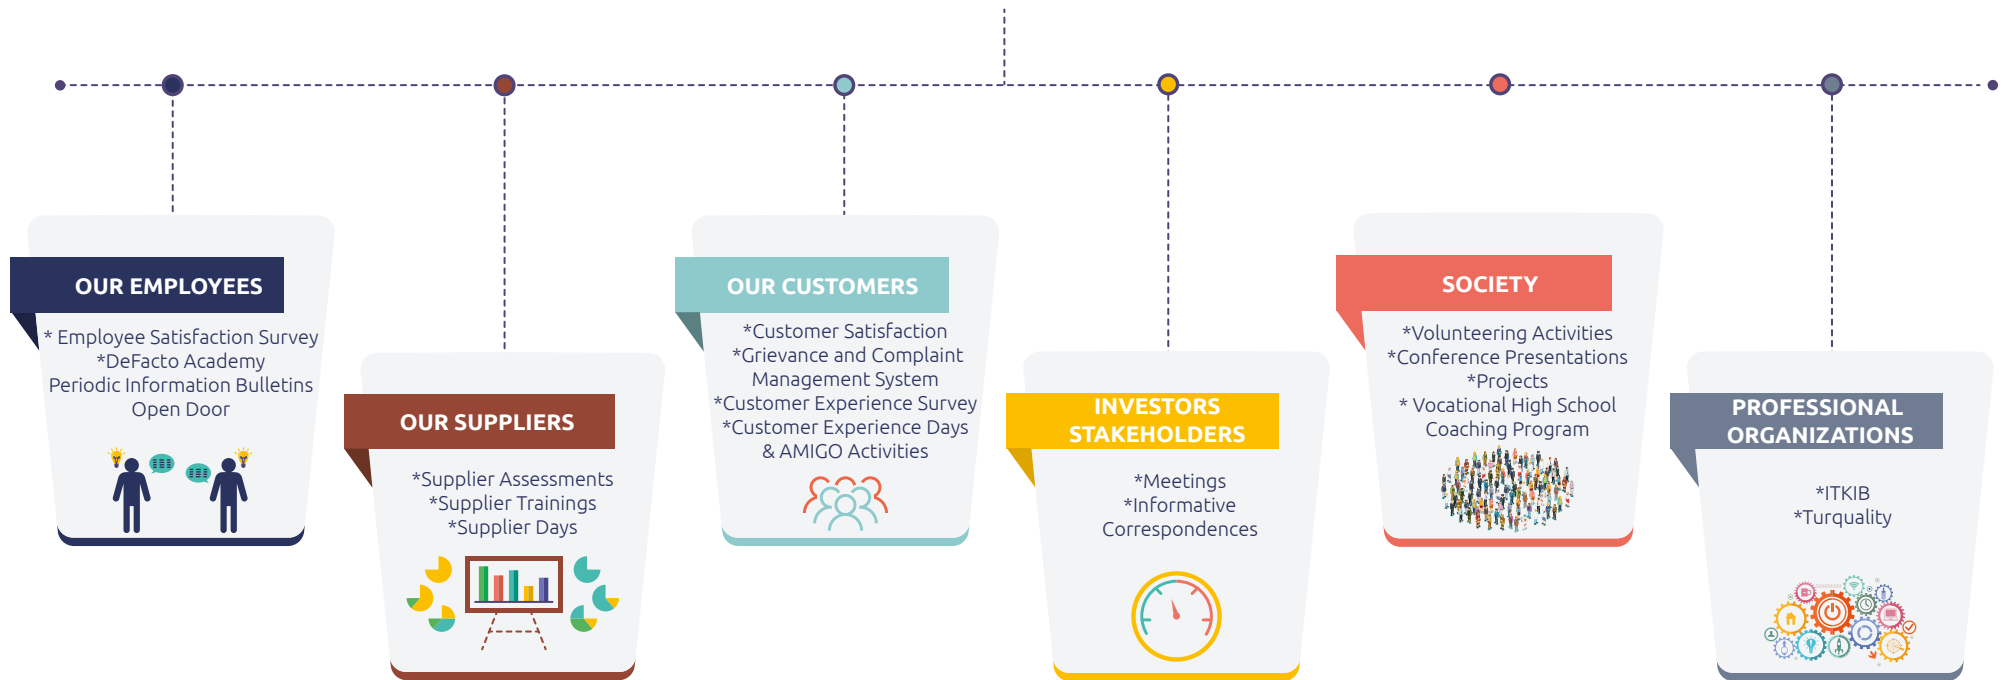 OUR EMPLOYEES
* Employee Satisfaction Survey
*DeFacto Academy
Periodic Information Bulletins
Open Door
OUR SUPPLIERS
*Supplier Assessments
*Supplier Trainings
*Supplier Days
OUR CUSTOMERS
*Customer Satisfaction
*Grievance and Complaint
Management System
*Customer Experience Survey
*Customer Experience Days
& AMIGO Activities
INVESTORS
STAKEHOLDERS
*Meetings
*Informative
Correspondences
SOCIETY
*Volunteering Activities
*Conference Presentations
*Projects
* Vocational High School
Coaching Program
PROFESSIONAL
ORGANIZATIONS
*ITKIB
*Turquality